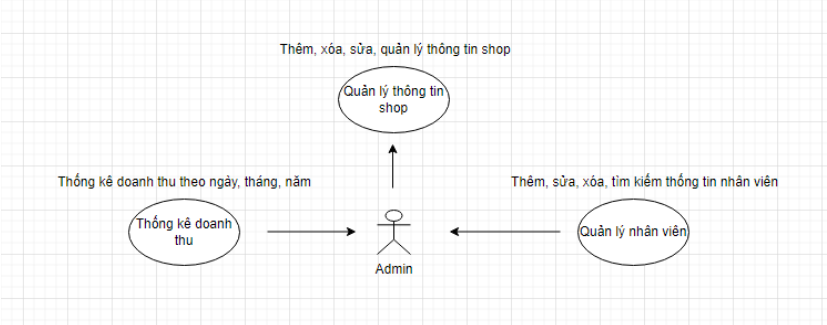 Thêm, xóa, sửa, quản lý thông tin shop
Quản lý thông tin
shop
Thống kê doanh thu theo ngày, tháng, năm
Thêm, sửa, xóa, tìm kiếm thống tin nhân viên
Thống kê doanh
thu
Quản lý nhân viên
Admin